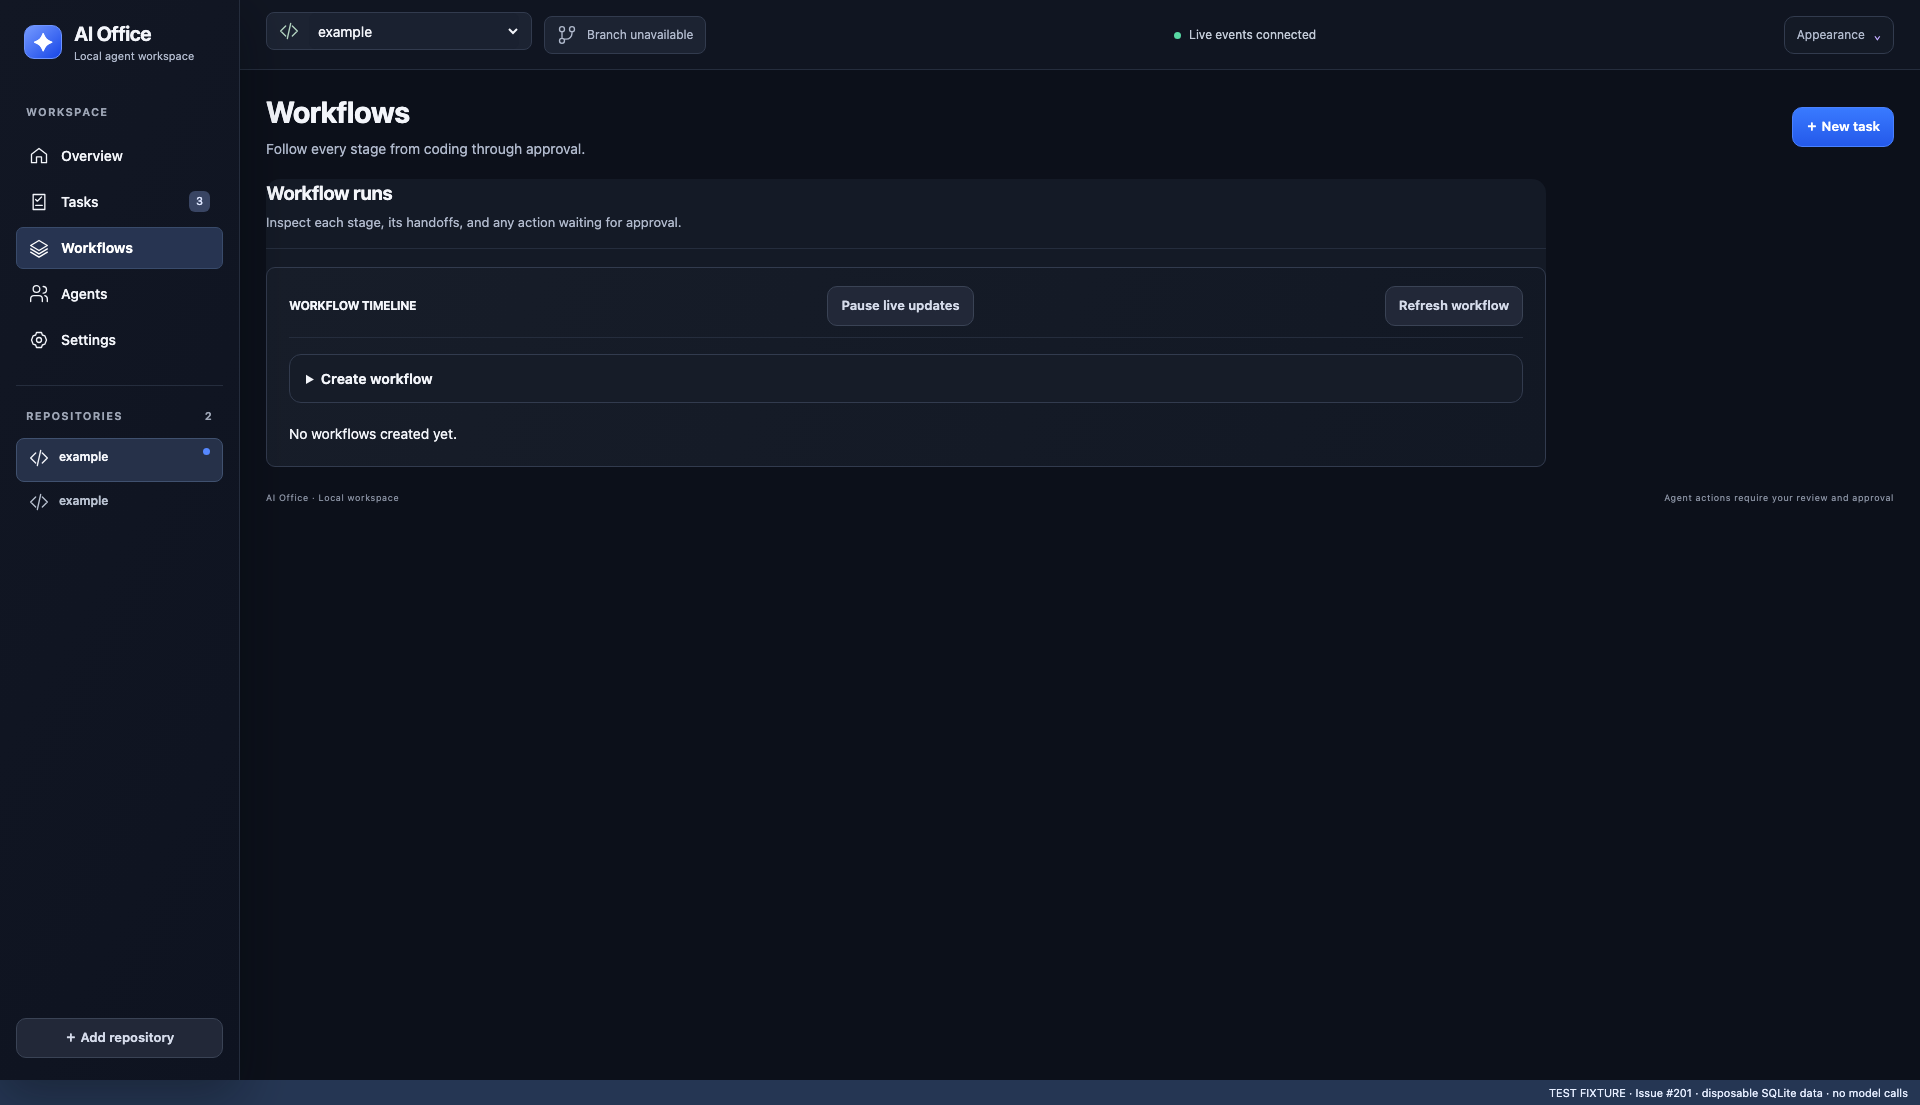 AI Office
Local agent workspace
WORKSPACE
Overview
Tasks 3
Workflows
Agents
Settings
REPOSITORIES 2
example
example
+ Add repository
example
Branch unavailable
Live events connected
Appearance
Workflows
Follow every stage from coding through approval.
+ New task
Workflow runs
Inspect each stage, its handoffs, and any action waiting for approval.
WORKFLOW TIMELINE
Pause live updates
Refresh workflow
Create workflow
No workflows created yet.
AI Office · Local workspace
Agent actions require your review and approval
TEST FIXTURE · Issue #201 · disposable SQLite data · no model calls